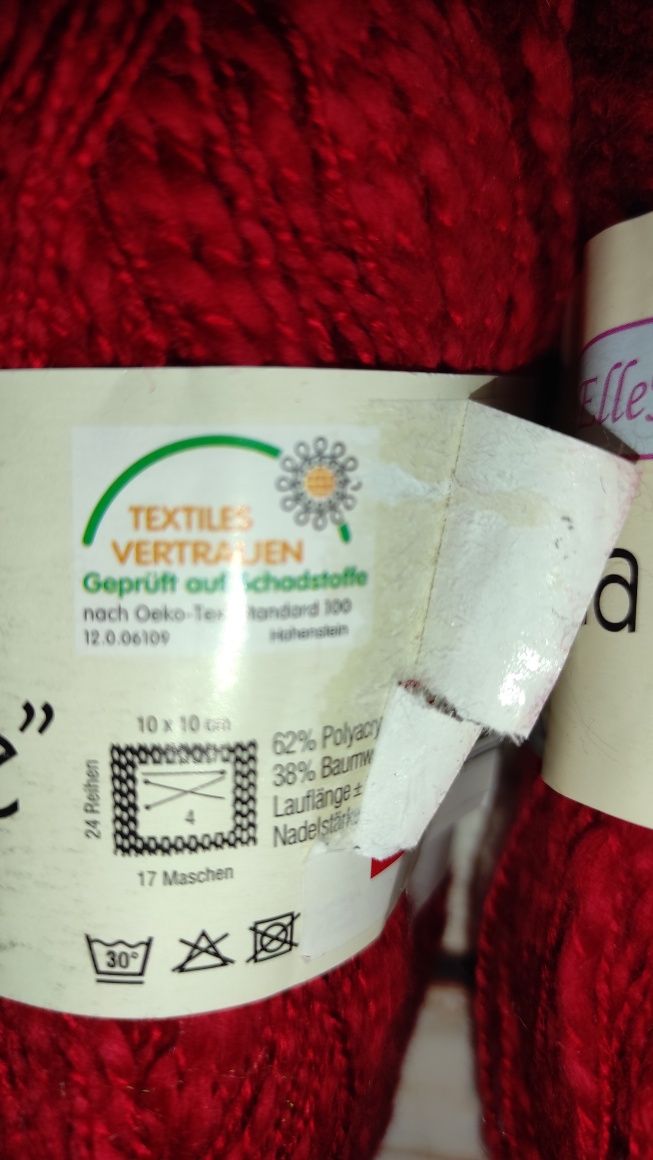 TEXTILES
VERTRAUEN
Geprüft auf Schadstoffe
nach Oeko-Tex Standard 100
12.0.06109 Hohenstein
10 x 10 cm
24 Reihen
4
17 Maschen
62% Polyacry
38% Baumw
Lauflänge ±
Nadelstärke
30°
e”
Elles
a